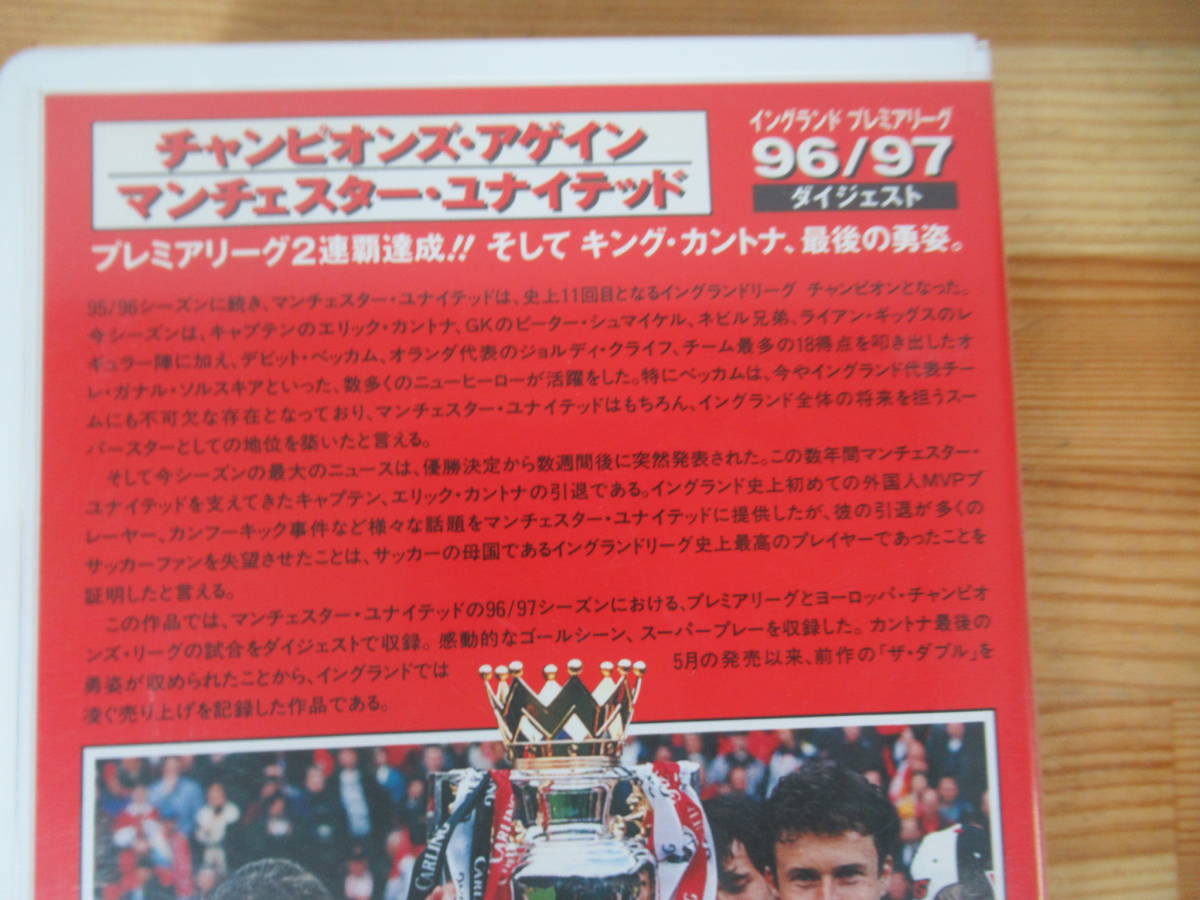 チャンピオンズ・アゲイン
マンチェスター・ユナイテッド
イングランド プレミアリーグ
96/97
ダイジェスト
プレミアリーグ2連覇達成!! そして キング・カントナ、最後の勇姿。
95/96シーズンに続き、マンチェスター・ユナイテッドは、史上11回目となるイングランドリーグ チャンピオンとなった。
今シーズンは、キャプテンのエリック・カントナ、GKのピーター・シュマイケル、ネビル兄弟。ライアン・ギッグスのレ
ギュラー陣に加え、デビット・ベッカム、オランダ代表のジョルディ・クライフ、チーム最多の18得点を叩き出したオ
レ・ガナル・ソルスキアといった、数多くのニューヒーローが活躍をした。特にベッカムは、今やイングランド代表チー
ムにも不可欠な存在となっており、マンチェスター・ユナイテッドはもちろん、イングランド全体の将来を担うスー
パースターとしての地位を築いたと言える。
そして今シーズンの最大のニュースは、優勝決定から数週間後に突然発表された。この数年間マンチェスター・
ユナイテッドを支えてきたキャプテン、エリック・カントナの引退である。イングランド史上初めての外国人MVPプ
レーヤー、カンフーキック事件など様々な話題をマンチェスター・ユナイテッドに提供したが、彼の引退が多くの
サッカーファンを失望させたことは、サッカーの母国であるイングランドリーグ史上最高のプレイヤーであったことを
証明したと言える。
この作品では、マンチェスター・ユナイテッドの96/97シーズンにおける、プレミアリーグとヨーロッパ・チャンピオ
ンズ・リーグの試合をダイジェストで収録。感動的なゴールシーン、スーパープレーを収録した。カントナ最後の
勇姿が収められたことから、イングランドでは 5月の発売以来、前作の「ザ・ダブル」を
凌ぐ売り上げを記録した作品である。
CARLING
CARL
CARLING